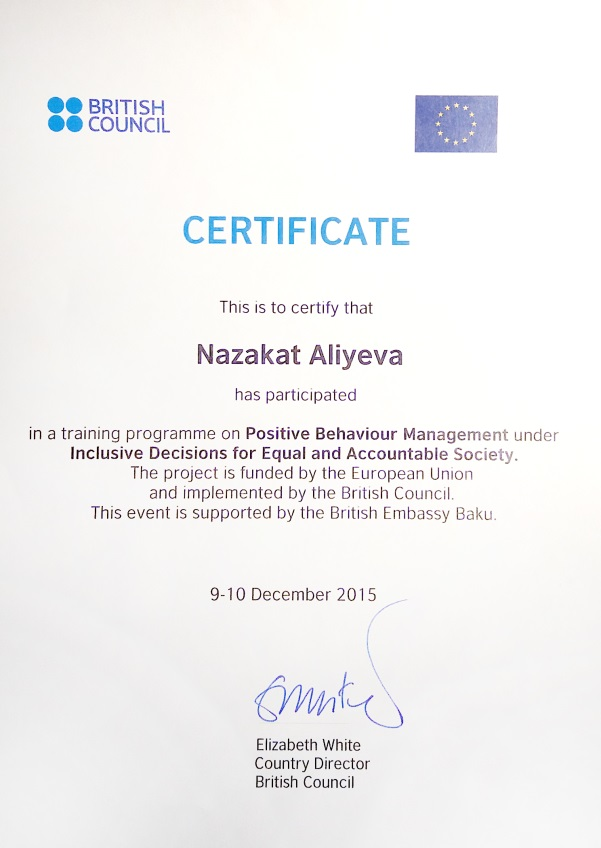 BRITISH
COUNCIL
CERTIFICATE
This is to certify that
Nazakat Aliyeva
has participated
in a training programme on Positive Behaviour Management under
Inclusive Decisions for Equal and Accountable Society.
The project is funded by the European Union
and implemented by the British Council.
This event is supported by the British Embassy Baku.
9-10 December 2015
Elizabeth White
Country Director
British Council